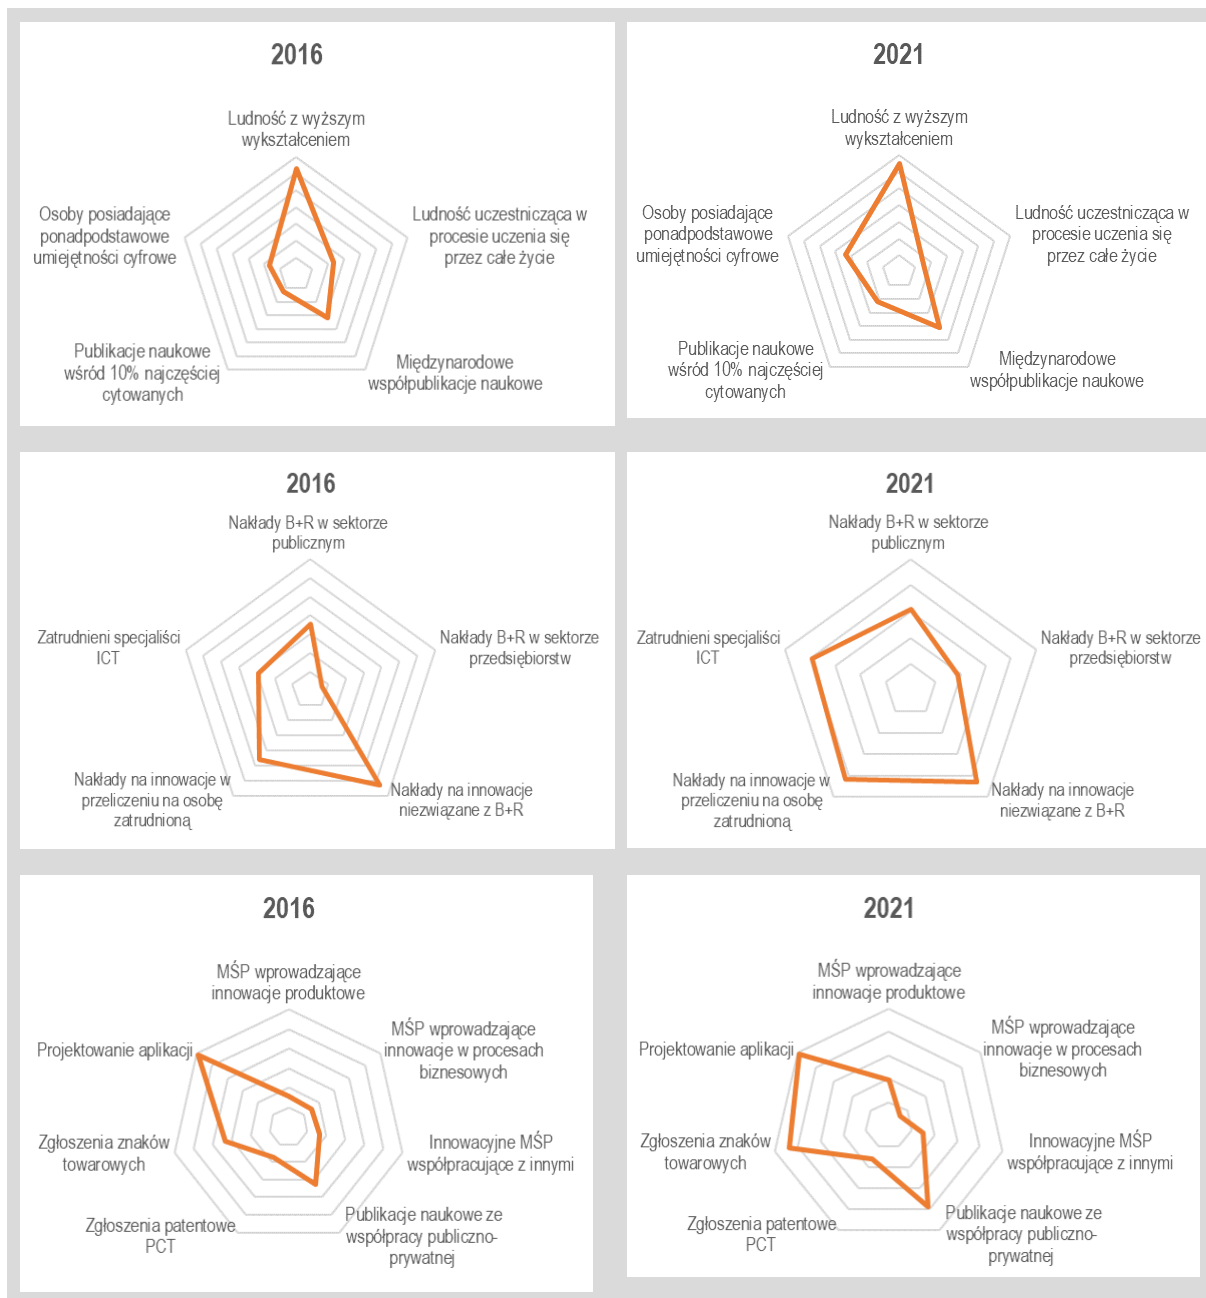 2016
Ludność z wyższym
wykształceniem
Osoby posiadające
ponadpodstawowe
umiejętności cyfrowe
Ludność uczestnicząca w
procesie uczenia się
przez całe życie
Publikacje naukowe
wśród 10% najczęściej
cytowanych
Międzynarodowe
współpublikacje naukowe
2021
Ludność z wyższym
wykształceniem
Osoby posiadające
ponadpodstawowe
umiejętności cyfrowe
Ludność uczestnicząca w
procesie uczenia się
przez całe życie
Publikacje naukowe
wśród 10% najczęściej
cytowanych
Międzynarodowe
współpublikacje naukowe
2016
Nakłady B+R w sektorze
publicznym
Zatrudnieni specjaliści
ICT
Nakłady B+R w sektorze
przedsiębiorstw
Nakłady na innowacje w
przeliczeniu na osobę
zatrudnioną
Nakłady na innowacje
niezwiązane z B+R
2021
Nakłady B+R w sektorze
publicznym
Zatrudnieni specjaliści
ICT
Nakłady B+R w sektorze
przedsiębiorstw
Nakłady na innowacje w
przeliczeniu na osobę
zatrudnioną
Nakłady na innowacje
niezwiązane z B+R
2016
MŚP wprowadzające
innowacje produktowe
Projektowanie aplikacji
MŚP wprowadzające
innowacje w procesach
biznesowych
Zgłoszenia znaków
towarowych
Innowacyjne MŚP
współpracujące z innymi
Zgłoszenia patentowe
PCT
Publikacje naukowe ze
współpracy publiczno-
prywatnej
2021
MŚP wprowadzające
innowacje produktowe
Projektowanie aplikacji
MŚP wprowadzające
innowacje w procesach
biznesowych
Zgłoszenia znaków
towarowych
Innowacyjne MŚP
współpracujące z innymi
Zgłoszenia patentowe
PCT
Publikacje naukowe ze
współpracy publiczno-
prywatnej